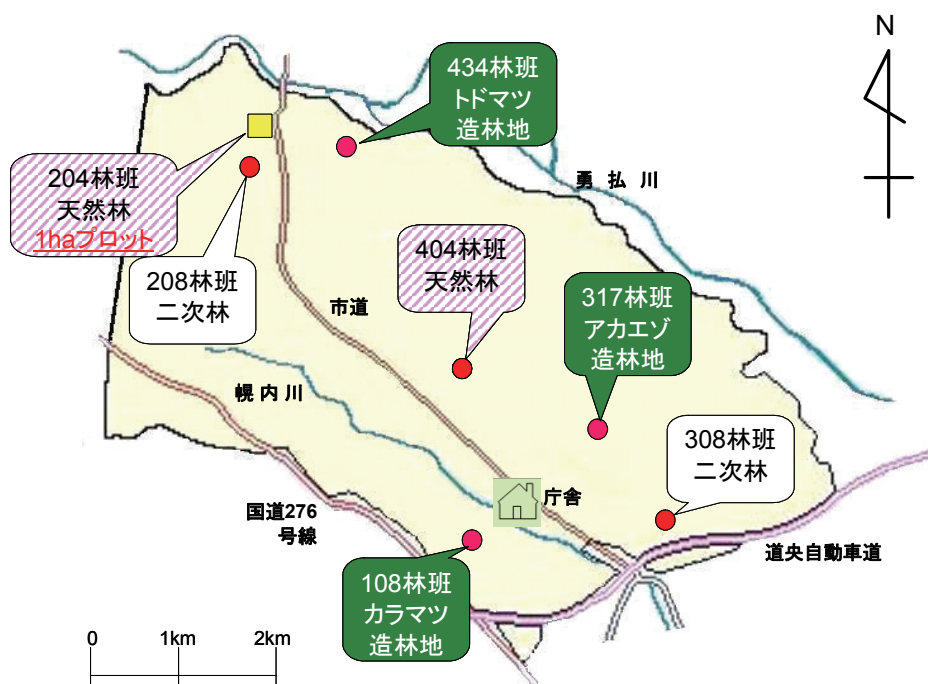 N
434林班
トドマツ
造林地
204林班
天然林
1haプロット
勇払川
208林班
二次林
404林班
天然林
市道
317林班
アカエゾ
造林地
幌内川
308林班
二次林
国道276
号線
庁舎
道央自動車道
108林班
カラマツ
造林地
0 1km 2km